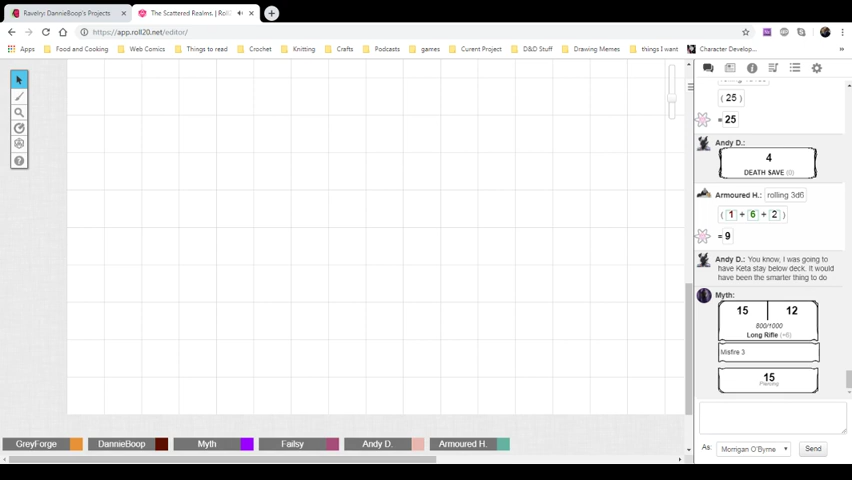 Ravelry: DannieBoop's Projects
The Scattered Realms. | Roll2
https://app.roll20.net/editor/
Apps
Food and Cooking
Web Comics
Things to read
Crochet
Knitting
Crafts
Podcasts
games
Curent Project
D&D Stuff
Drawing Memes
things I want
Character Develop...
( 25 )
= 25
Andy D.:
4
DEATH SAVE (0)
Armoured H.: rolling 3d6
( 1 + 6 + 2 )
= 9
Andy D.: You know, I was going to
have Keta stay below deck. It would
have been the smarter thing to do
Myth:
15 12
800/1000
Long Rifle (+6)
Misfire 3
15
Piercing
GreyForge
DannieBoop
Myth
Failsy
Andy D.
Armoured H.
As: Morrigan O'Byrne
Send